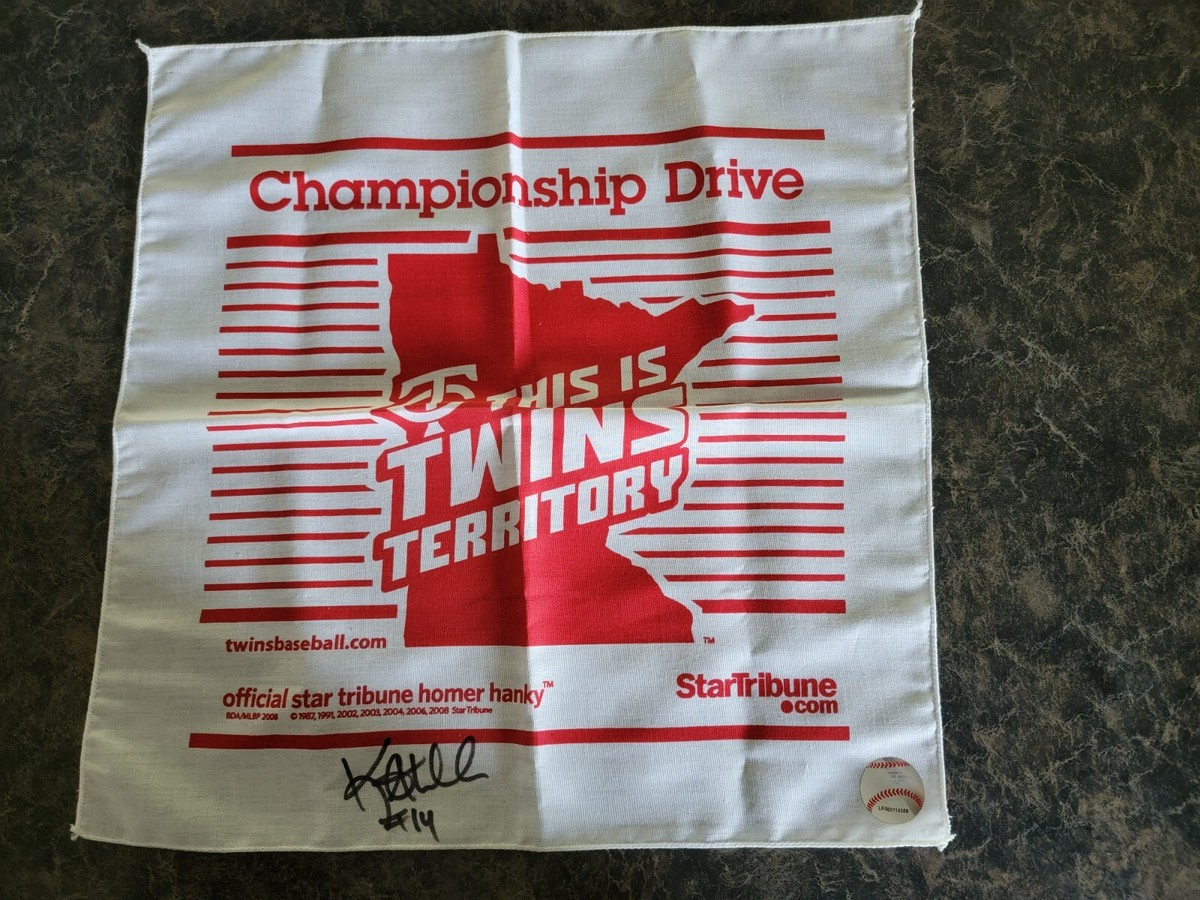 Championship Drive
THIS IS
TWINS
TERRITORY
TM
twinsbaseball.com
official star tribune homer hanky™
BDA/MLBP 2008 © 1987, 1991, 2002, 2003, 2004, 2006, 2008 Star Tribune
StarTribune
.com
#14